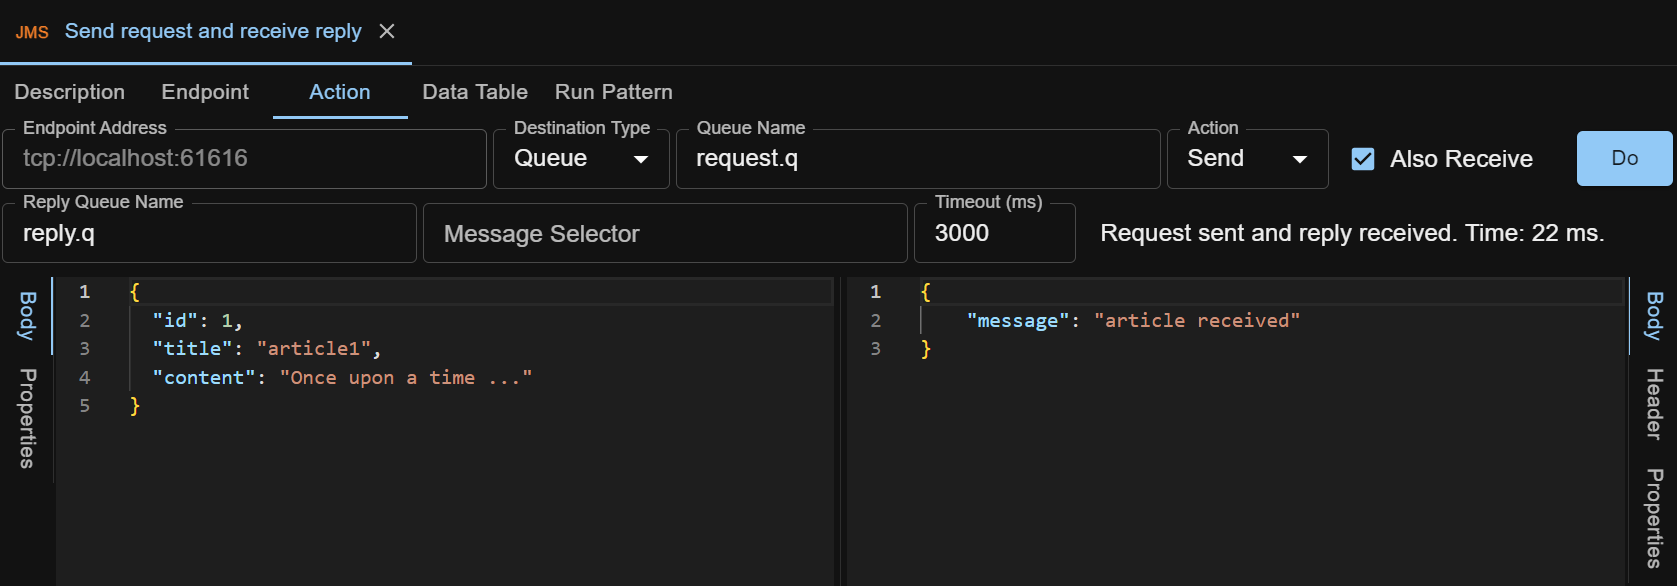 JMS Send request and receive reply
Description Endpoint Action Data Table Run Pattern
Endpoint Address Destination Type Queue Name Action
tcp://localhost:61616 Queue request.q Send Also Receive Do
Reply Queue Name Timeout (ms)
reply.q Message Selector 3000 Request sent and reply received. Time: 22 ms.
Body
Properties
1 {
2 "id": 1,
3 "title": "article1",
4 "content": "Once upon a time ..."
5 }
1 {
2 "message": "article received"
3 }
Body
Header
Properties